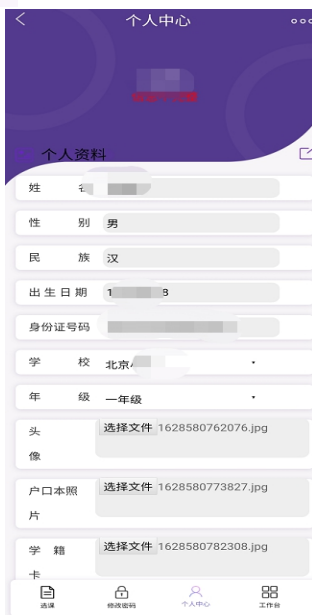 个人中心
个人资料
姓
性 别 男
民 族 汉
出生日期 1 8
身份证号码
学 校 北京
年 级 一年级
头像 选择文件 1628580762076.jpg
户口本照片 选择文件 1628580773827.jpg
学籍卡 选择文件 1628580782308.jpg
选课 修改密码 个人中心 工作台